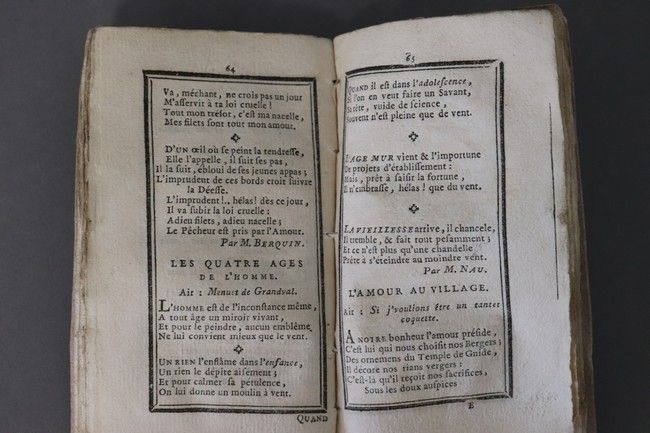 64
Va, méchant, ne crois pas un jour
M'asservir à ta loi cruelle !
Tout mon tréſor, c'eſt ma nacelle,
Mes filets sont tout mon amour.
D'UN œil où se peint la tendreſſe,
Elle l'appelle, il suit ses pas,
Il la suit, ébloui de ses jeunes appas ;
L'imprudent de ces bords croit suivre
la Déeſſe.
L'imprudent !.. hélas ! dès ce jour,
Il va subir la loi cruelle :
Adieu filets, adieu nacelle ;
Le Pêcheur est pris par l'Amour.
Par M. BERQUIN.
LES QUATRE AGES
DE L'HOMME.
Air : Menuet de Grandval.
L'HOMME est de l'inconſtance même,
A tout âge un miroir vivant,
Et pour le peindre, aucun emblême
Ne lui convient mieux que le vent.
UN RIEN l'enflâme dans l'enfance,
Un rien le dépite aiſément ;
Et pour calmer sa pétulence,
On lui donne un moulin à vent.
QUAND
65
QUAND il est dans l'adoleſcence,
Si l'on en veut faire un Savant,
Sa tête, vuide de science,
Souvent n'est pleine que de vent.
L'AGE MUR vient & l'importune
De projets d'établiſſement :
Mais, prêt à saisir la fortune,
Il n'embraſſe, hélas ! que du vent.
LA VIEILLESSE arrive, il chancele,
Il tremble, & fait tout pesamment ;
Et ce n'est plus qu'une chandelle
Prête à s'éteindre au moindre vent.
Par M. NAU.
L'AMOUR AU VILLAGE.
Air : Si j'voulions être un tantet
coquette.
A NOTRE bonheur l'amour préside,
C'est lui qui nous choisit nos Bergers ;
Des ornemens du Temple de Gnide,
Il décore nos rians vergers :
C'est-là qu'il reçoit nos sacrifices,
Sous les doux auspices
E